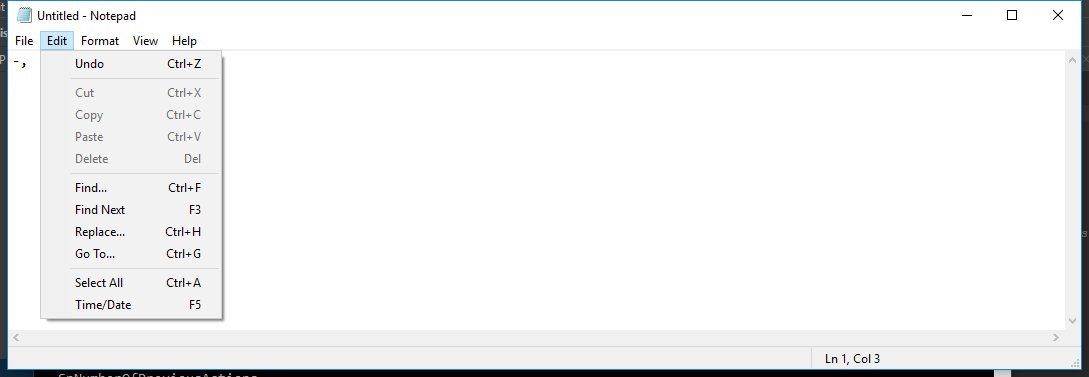 Untitled - Notepad
File Edit Format View Help
-,
Undo Ctrl+Z
Cut Ctrl+X
Copy Ctrl+C
Paste Ctrl+V
Delete Del
Find... Ctrl+F
Find Next F3
Replace... Ctrl+H
Go To... Ctrl+G
Select All Ctrl+A
Time/Date F5
Ln 1, Col 3